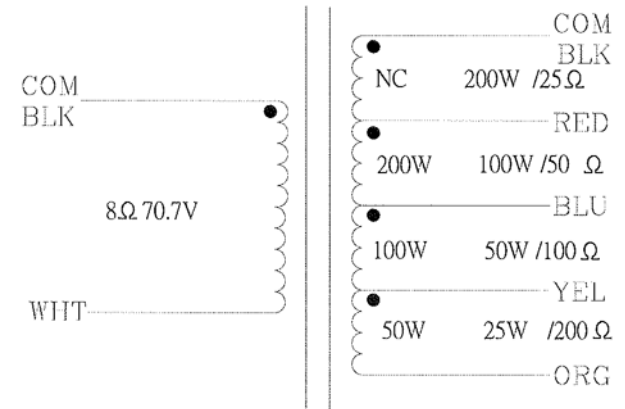 COM
BLK
8Ω 70.7V
WHT
COM
BLK
NC 200W /25Ω
RED
200W 100W /50 Ω
BLU
100W 50W /100 Ω
YEL
50W 25W /200 Ω
ORG